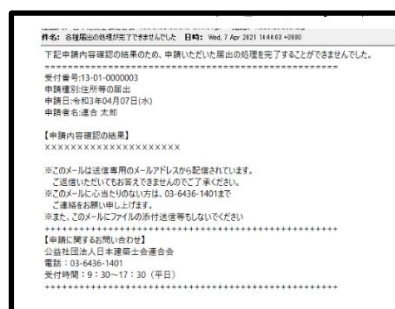 件名: 各種届出の処理が完了できませんでした 日時: Wed, 7 Apr 2021 14:44:03 +0000
下記申請内容確認の結果のため、申請いただいた届出の処理を完了することができませんでした。
==================================================
受付番号:13-01-0000003
申請種別:住所等の届出
申請日:令和3年04月07日(水)
申請者名:連合 太郎
【申請内容確認の結果】
×××××××××××××××××××××
※このメールは送信専用のメールアドレスから配信されています。
ご返信いただいてもお答えできませんのでご了承ください。
※このメールに心当たりのない方は、03-6436-1401まで
ご連絡をお願い申し上げます。
※また、このメールにファイルの添付送信等もしないでください
++++++++++++++++++++++++++++++++++++++++++++++++++
【申請に関するお問い合わせ】
公益社団法人日本建築士会連合会
電話：03-6436-1401
受付時間：9：30～17：30（平日）
++++++++++++++++++++++++++++++++++++++++++++++++++